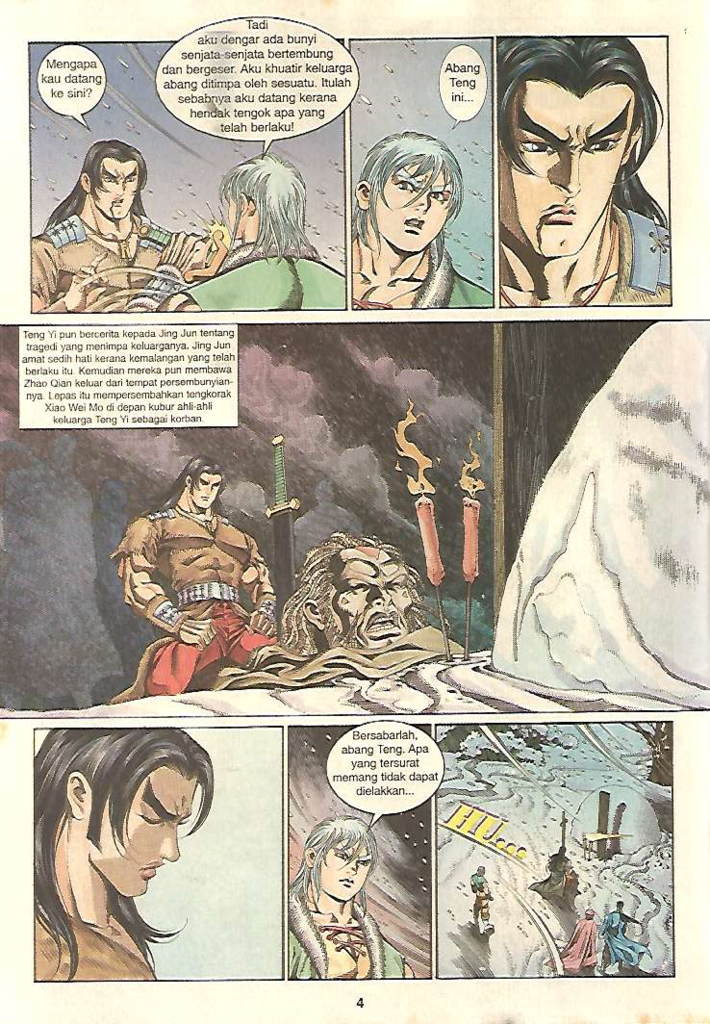 Mengapa
kau datang
ke sini?
Tadi
aku dengar ada bunyi
senjata-senjata bertembung
dan bergeser. Aku khuatir keluarga
abang ditimpa oleh sesuatu. Itulah
sebabnya aku datang kerana
hendak tengok apa yang
telah berlaku!
Abang
Teng
ini...
Teng Yi pun bercerita kepada Jing Jun tentang
tragedi yang menimpa keluarganya. Jing Jun
amat sedih hati kerana kemalangan yang telah
berlaku itu. Kemudian mereka pun membawa
Zhao Qian keluar dari tempat persembunyian-
nya. Lepas itu mempersembahkan tengkorak
Xiao Wei Mo di depan kubur ahli-ahli
keluarga Teng Yi sebagai korban.
Bersabarlah,
abang Teng. Apa
yang tersurat
memang tidak dapat
dielakkan...
HU...
4